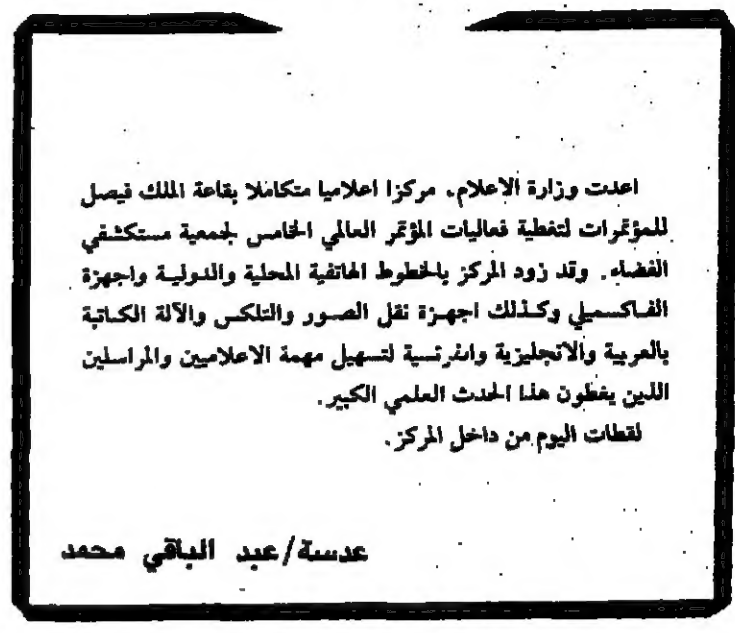 اعدت وزارة الاعلام. مركزا اعلاميا متكاملا بقاعة الملك فيصل
للمؤتمرات لتغطية فعاليات المؤتمر العالمي الخامس لجمعية مستكشفي
الفضاء. وقد زود المركز بالخطوط الهاتفية المحلية والدولية واجهزة
الفاكسميلي وكذلك اجهزة نقل الصور والتلكس والآلة الكاتبة
بالعربية والانجليزية والفرنسية لتسهيل مهمة الاعلاميين والمراسلين
الذين يغطون هذا الحدث العلمي الكبير.
لقطات اليوم من داخل المركز.
عدسة/عبد الباقي محمد